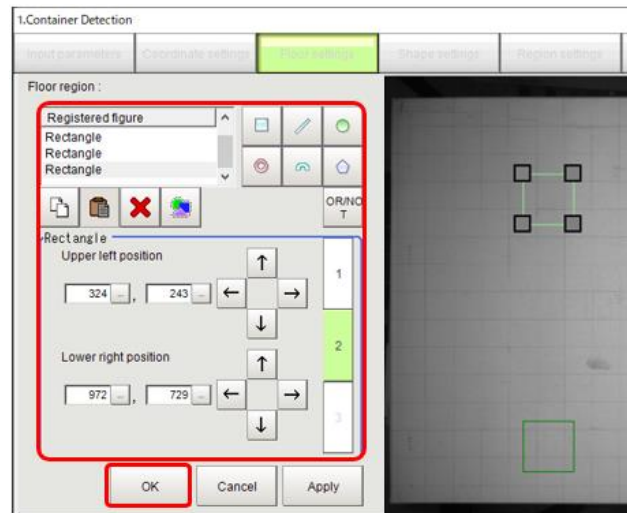 1.Container Detection
Input parameters Coordinate settings Floor settings Shape settings Region settings
Floor region :
Registered figure
Rectangle
Rectangle
Rectangle
OR/NO
T
Rectangle
Upper left position
324 ... , 243 ...
1
2
Lower right position
972 ... , 729 ...
3
OK Cancel Apply